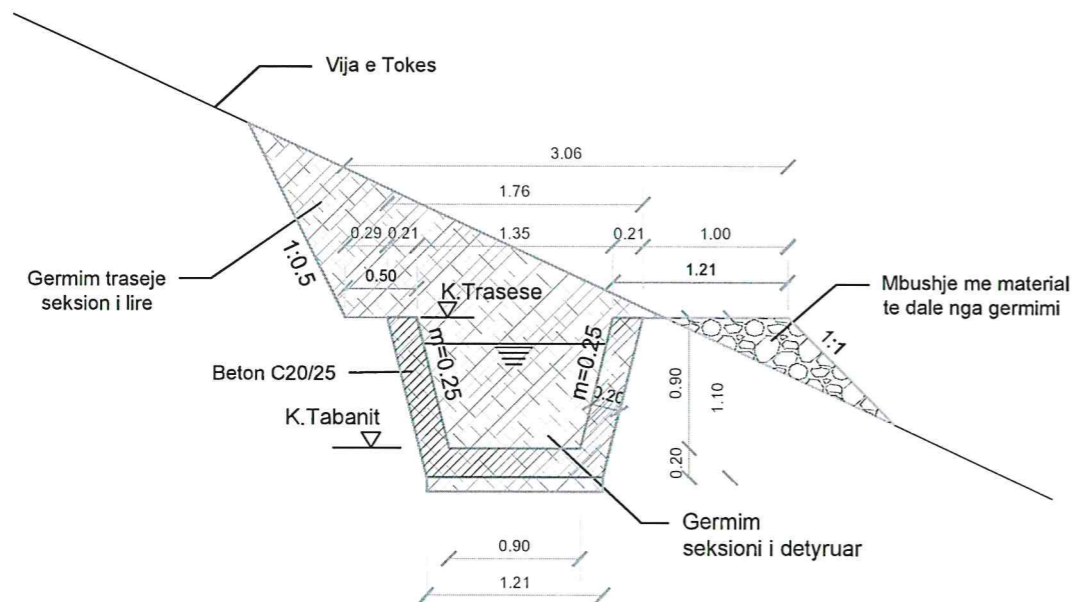 Vija e Tokes
3.06
1.76
0.29
0.21
1.35
0.21
1.00
0.50
1.21
Germim traseje
seksion i lire
1:0.5
K.Trasese
Mbushje me material
te dale nga germimi
1:1
m=0.25
m=0.25
Beton C20/25
0.20
0.90
1.10
K.Tabanit
0.20
Germim
seksioni i detyruar
0.90
1.21